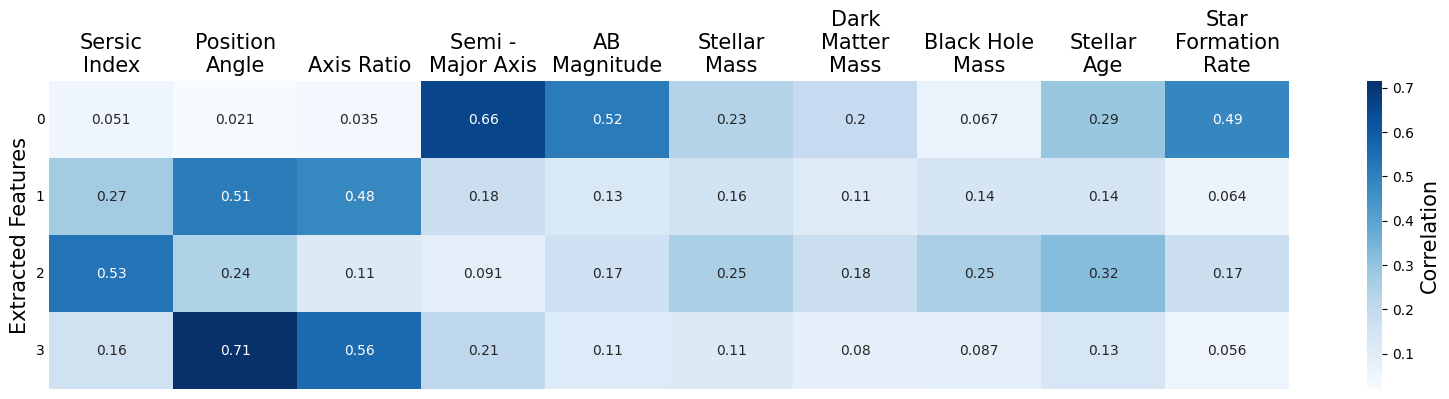 Sersic
Index
Position
Angle
Axis Ratio
Semi -
Major Axis
AB
Magnitude
Stellar
Mass
Dark
Matter
Mass
Black Hole
Mass
Stellar
Age
Star
Formation
Rate
Extracted Features
0 0.051 0.021 0.035 0.66 0.52 0.23 0.2 0.067 0.29 0.49
1 0.27 0.51 0.48 0.18 0.13 0.16 0.11 0.14 0.14 0.064
2 0.53 0.24 0.11 0.091 0.17 0.25 0.18 0.25 0.32 0.17
3 0.16 0.71 0.56 0.21 0.11 0.11 0.08 0.087 0.13 0.056
0.7
0.6
0.5
0.4
0.3
0.2
0.1
Correlation